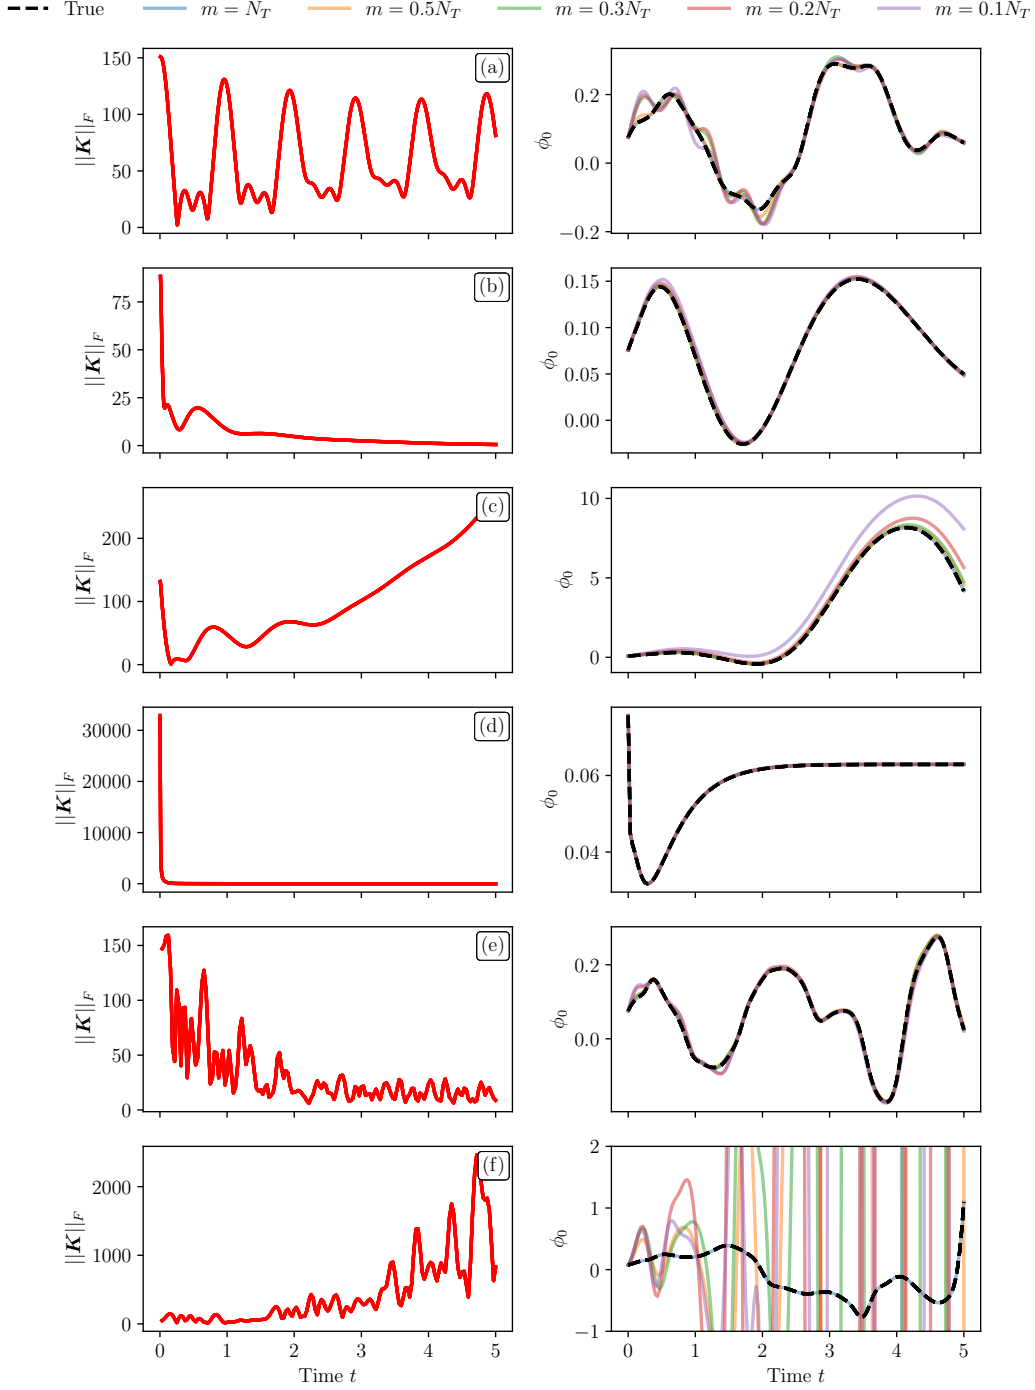 True m = N_T m = 0.5N_T m = 0.3N_T m = 0.2N_T m = 0.1N_T
150
100
50
0
||K||_F
(a)
0.2
0.0
−0.2
ϕ_0
75
50
25
0
||K||_F
(b)
0.15
0.10
0.05
0.00
ϕ_0
200
100
0
||K||_F
(c)
10
5
0
ϕ_0
30000
20000
10000
0
||K||_F
(d)
0.06
0.04
ϕ_0
150
100
50
0
||K||_F
(e)
0.2
0.0
ϕ_0
2000
1000
0
||K||_F
(f)
0 1 2 3 4 5
Time t
2
1
0
−1
ϕ_0
0 1 2 3 4 5
Time t